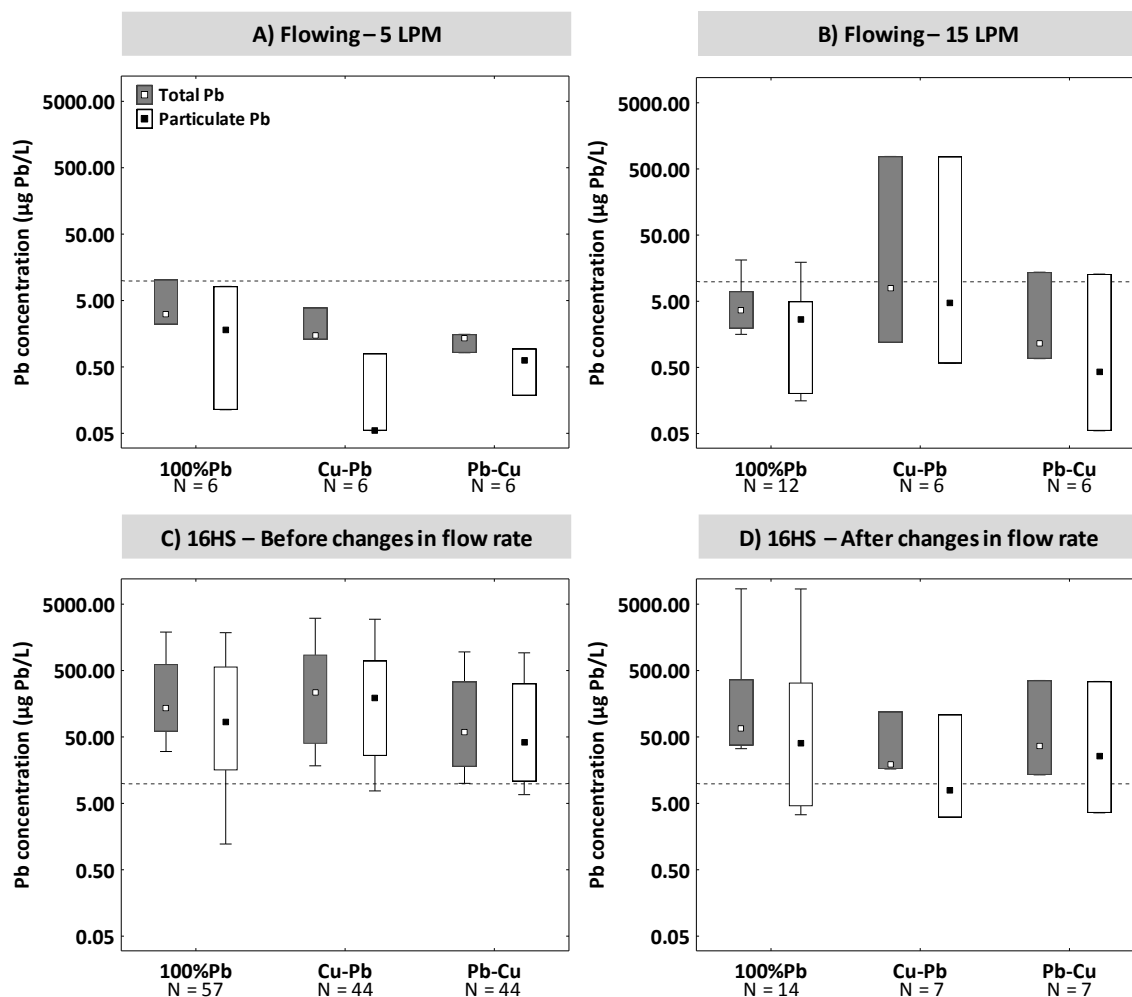 A) Flowing – 5 LPM
Pb concentration (µg Pb/L)
5000.00
500.00
50.00
5.00
0.50
0.05
Total Pb
Particulate Pb
100%Pb Cu-Pb Pb-Cu
N = 6 N = 6 N = 6
B) Flowing – 15 LPM
Pb concentration (µg Pb/L)
5000.00
500.00
50.00
5.00
0.50
0.05
100%Pb Cu-Pb Pb-Cu
N = 12 N = 6 N = 6
C) 16HS – Before changes in flow rate
Pb concentration (µg Pb/L)
5000.00
500.00
50.00
5.00
0.50
0.05
100%Pb Cu-Pb Pb-Cu
N = 57 N = 44 N = 44
D) 16HS – After changes in flow rate
Pb concentration (µg Pb/L)
5000.00
500.00
50.00
5.00
0.50
0.05
100%Pb Cu-Pb Pb-Cu
N = 14 N = 7 N = 7